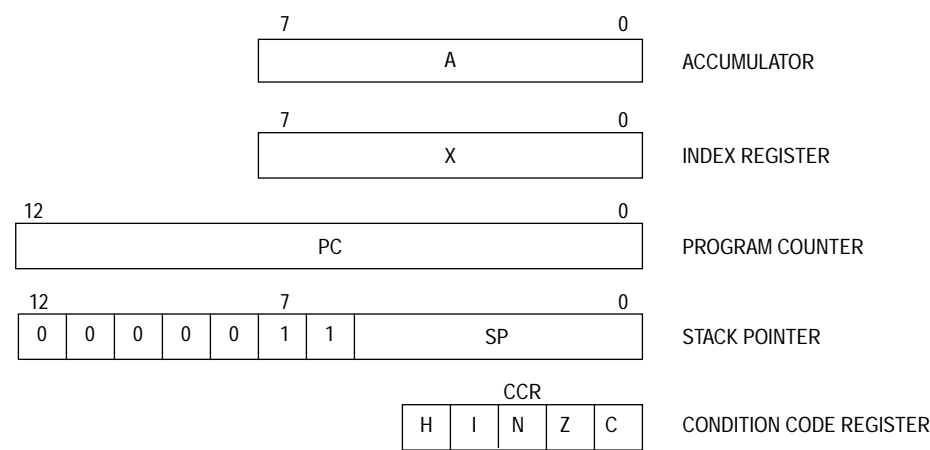 7 0
A ACCUMULATOR
7 0
X INDEX REGISTER
12 0
PC PROGRAM COUNTER
12 7 0
0 0 0 0 0 1 1 SP STACK POINTER
CCR
H I N Z C CONDITION CODE REGISTER